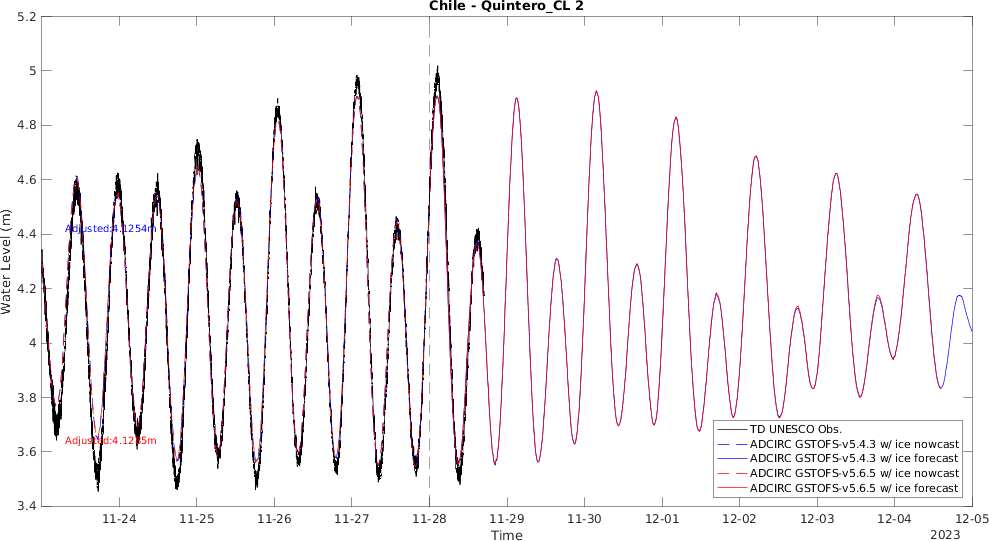 Chile - Quintero_CL 2
5.2
5
4.8
4.6
4.4
4.2
4
3.8
3.6
3.4
Water Level (m)
Adjusted:4.1254m
Adjusted:4.1285m
TD UNESCO Obs.
ADCIRC GSTOFS-v5.4.3 w/ ice nowcast
ADCIRC GSTOFS-v5.4.3 w/ ice forecast
ADCIRC GSTOFS-v5.6.5 w/ ice nowcast
ADCIRC GSTOFS-v5.6.5 w/ ice forecast
11-24 11-25 11-26 11-27 11-28 11-29 11-30 12-01 12-02 12-03 12-04 12-05
Time
2023